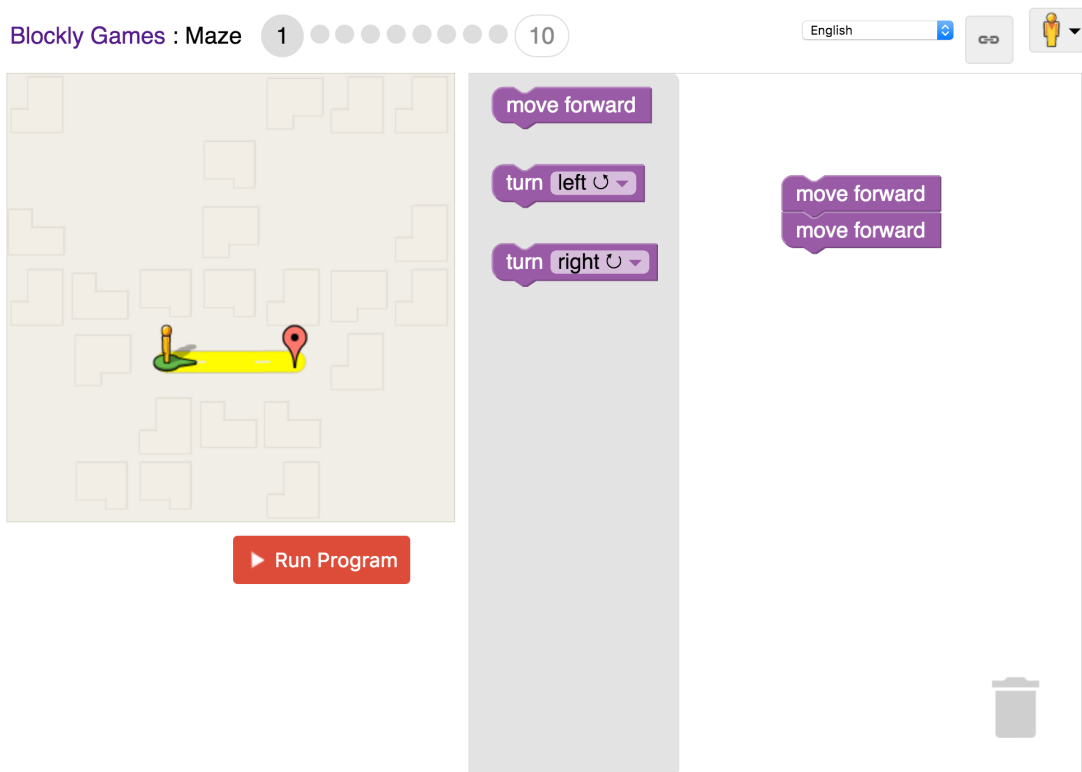 Blockly Games : Maze 1 10 English
move forward
turn left
turn right
move forward
move forward
Run Program